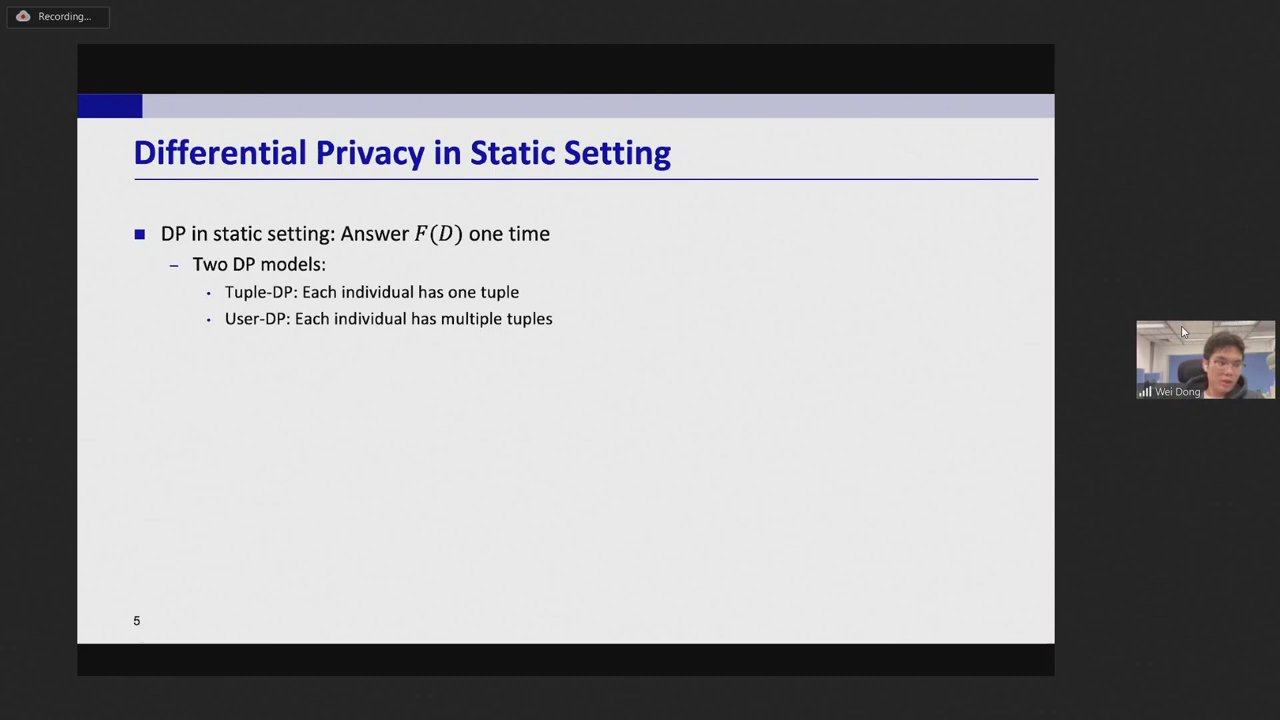 Recording...
Differential Privacy in Static Setting
DP in static setting: Answer F(D) one time
– Two DP models:
• Tuple-DP: Each individual has one tuple
• User-DP: Each individual has multiple tuples
Wei Dong
5